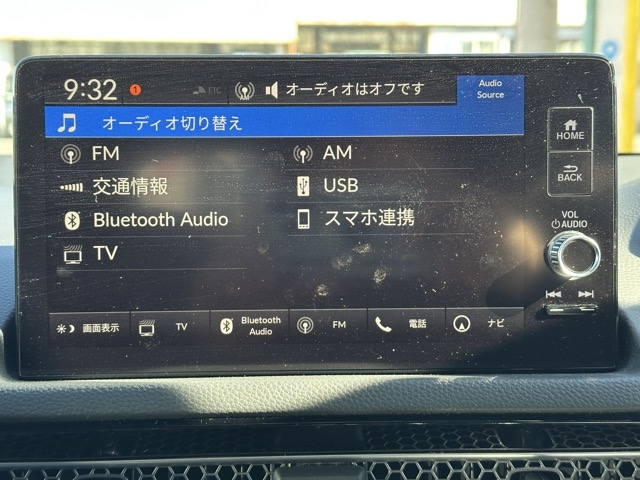 9:32 1 ETC AM オーディオはオフです Audio Source
オーディオ切り替え
FM AM
交通情報 USB
Bluetooth Audio スマホ連携
TV
画面表示 TV Bluetooth Audio FM 電話 ナビ
HOME
BACK
VOL
AUDIO